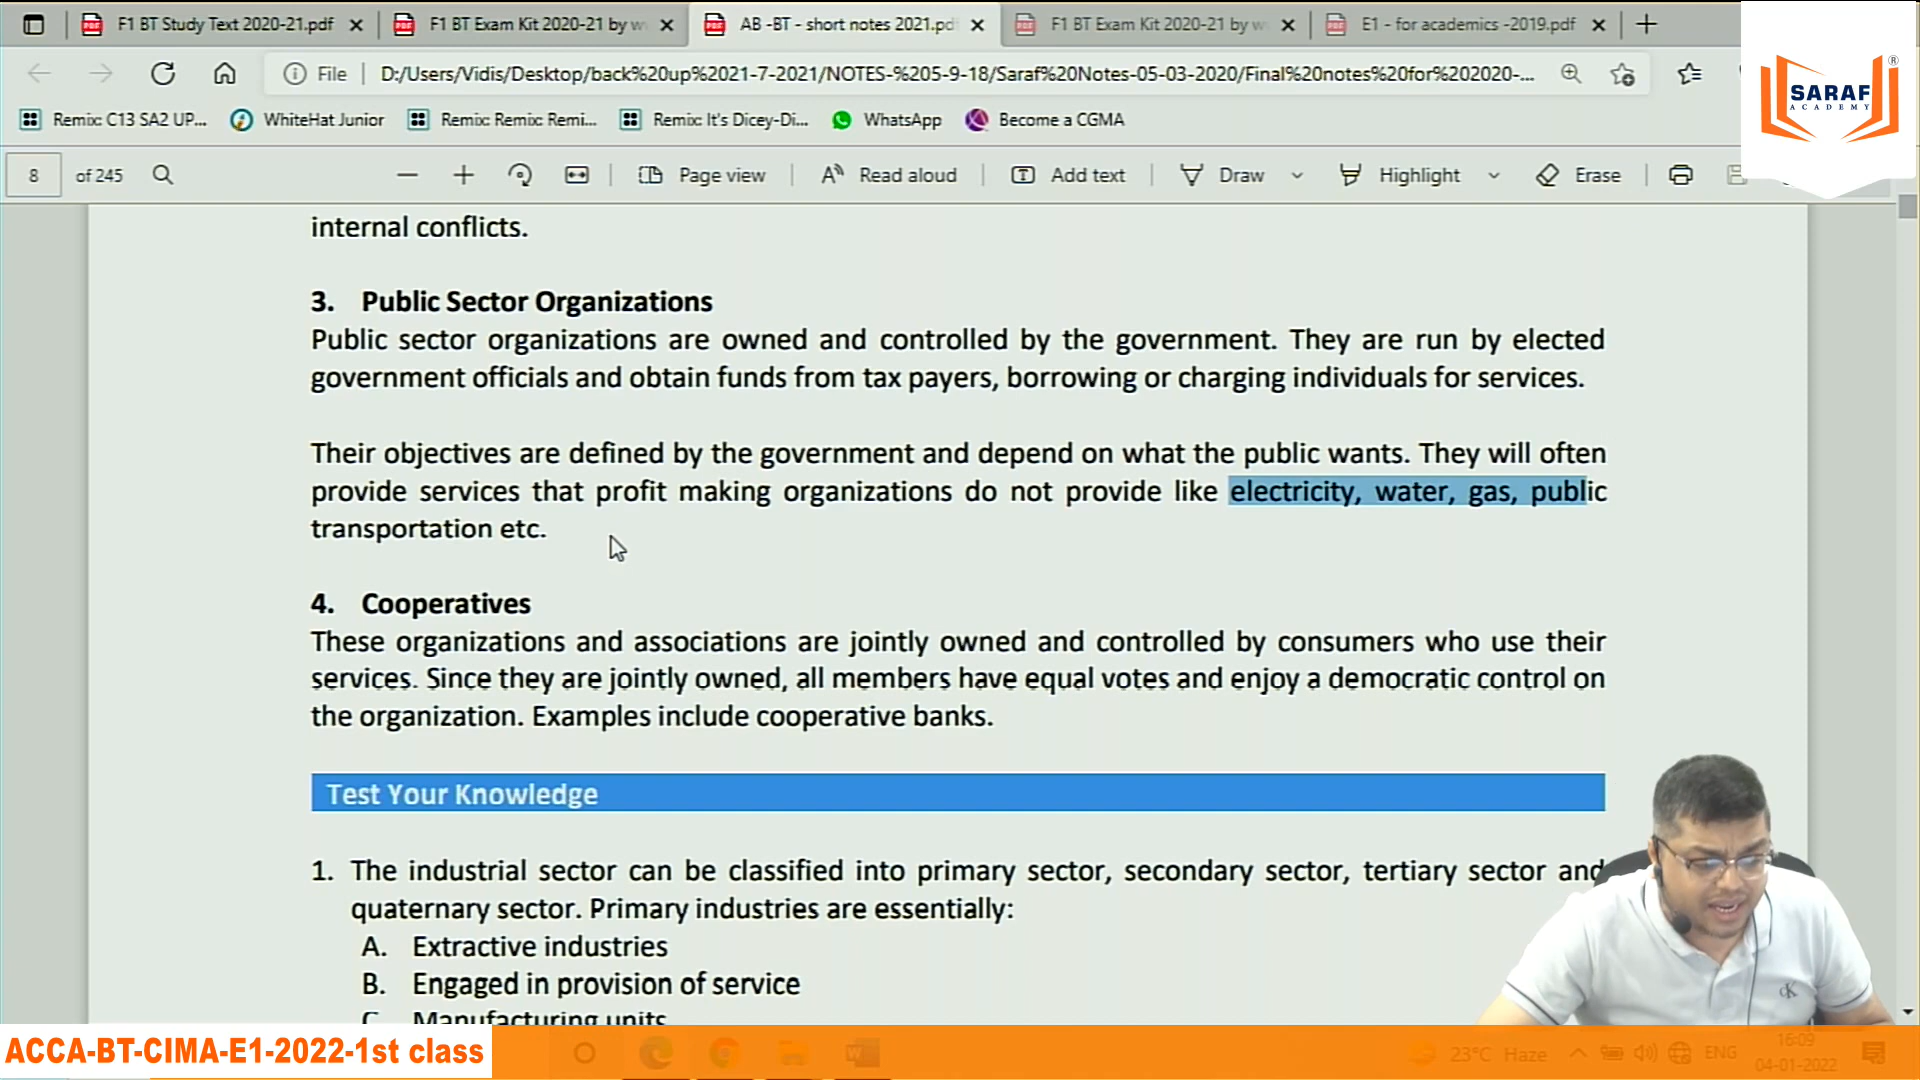 F1 BT Study Text 2020-21.pdf
F1 BT Exam Kit 2020-21 by w
AB -BT - short notes 2021.pd
F1 BT Exam Kit 2020-21 by w
E1 - for academics -2019.pdf
File
D:/Users/Vidis/Desktop/back%20up%2021-7-2021/NOTES-%205-9-18/Saraf%20Notes-05-03-2020/Final%20notes%20for%202020-...
SARAF
ACADEMY
Remix: C13 SA2 UP...
WhiteHat Junior
Remix: Remix: Remi...
Remix: It's Dicey-Di...
WhatsApp
Become a CGMA
8 of 245
Page view
Read aloud
Add text
Draw
Highlight
Erase
internal conflicts.
3. Public Sector Organizations
Public sector organizations are owned and controlled by the government. They are run by elected
government officials and obtain funds from tax payers, borrowing or charging individuals for services.
Their objectives are defined by the government and depend on what the public wants. They will often
provide services that profit making organizations do not provide like electricity, water, gas, public
transportation etc.
4. Cooperatives
These organizations and associations are jointly owned and controlled by consumers who use their
services. Since they are jointly owned, all members have equal votes and enjoy a democratic control on
the organization. Examples include cooperative banks.
Test Your Knowledge
1. The industrial sector can be classified into primary sector, secondary sector, tertiary sector and
quaternary sector. Primary industries are essentially:
A. Extractive industries
B. Engaged in provision of service
C. Manufacturing units
ACCA-BT-CIMA-E1-2022-1st class
23°C Haze
ENG
16:09
04-01-2022
cK